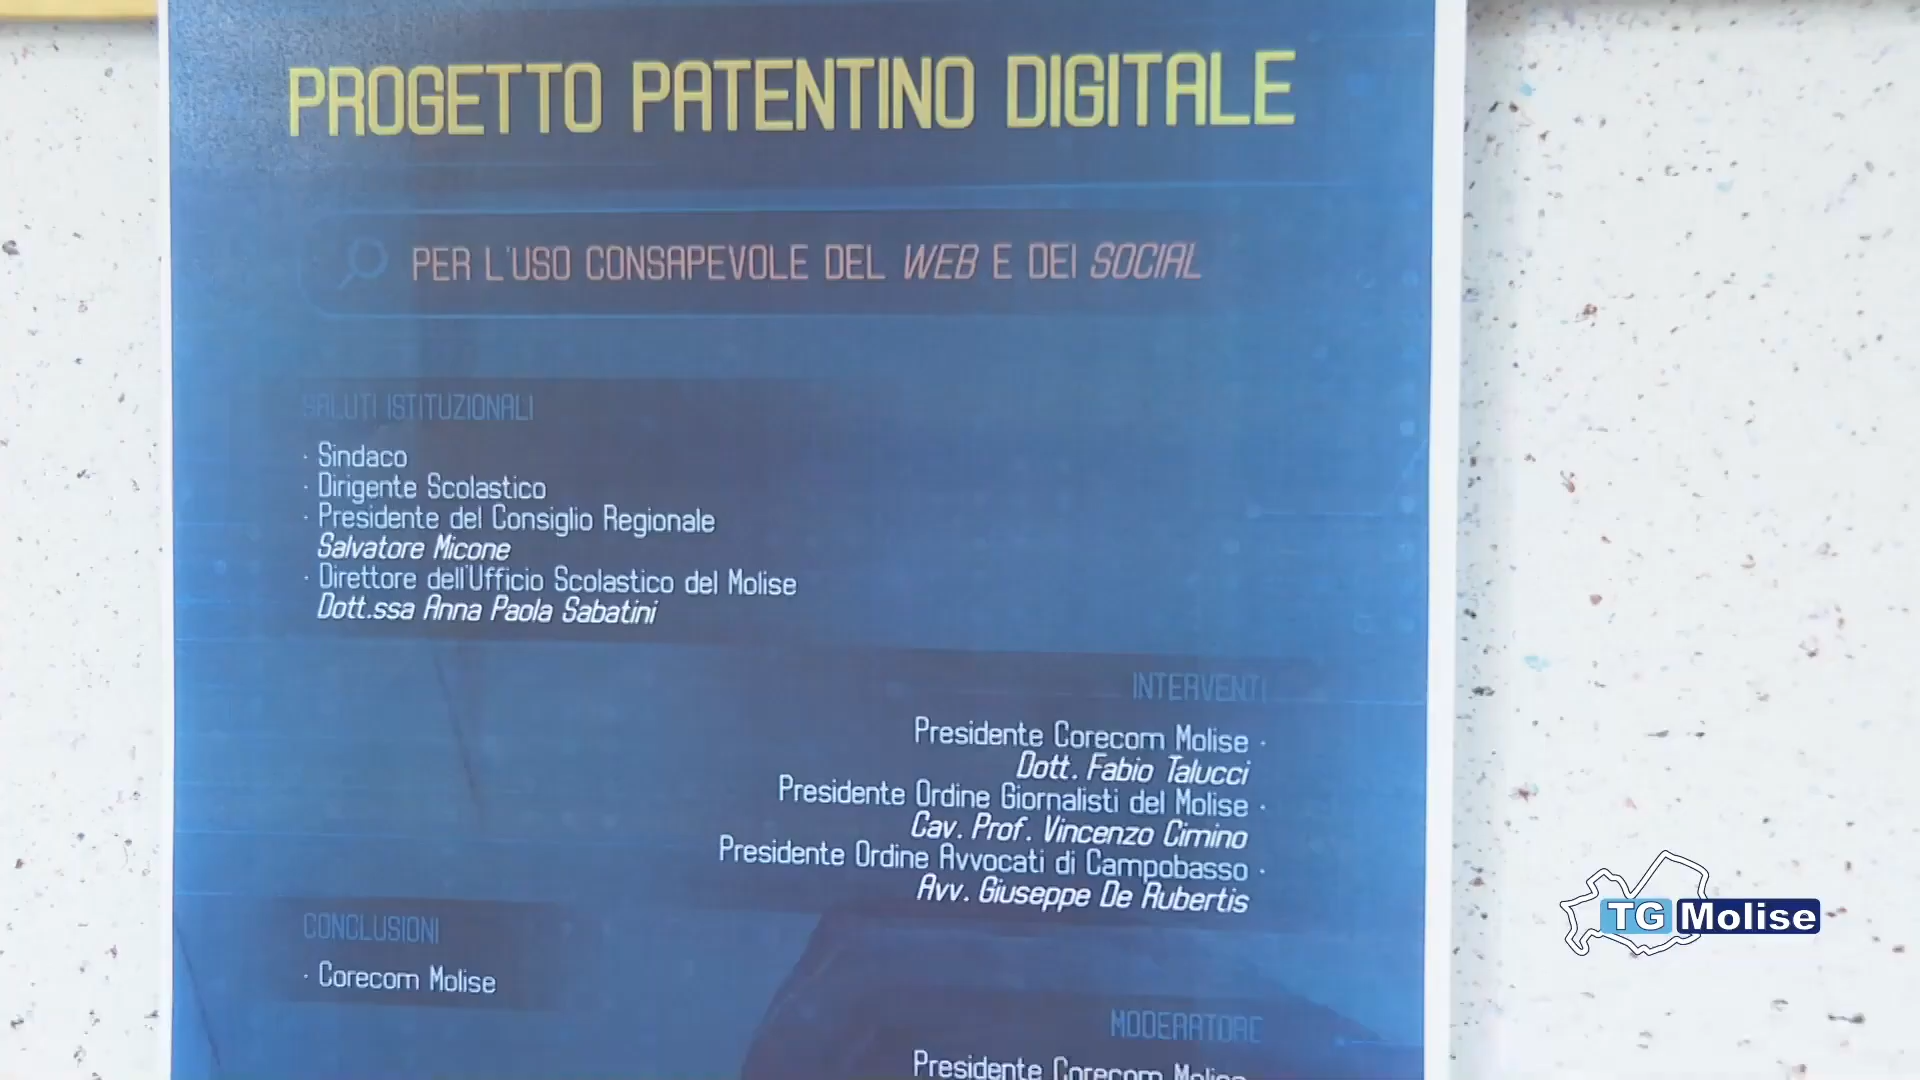 PROGETTO PATENTINO DIGITALE
PER L'USO CONSAPEVOLE DEL WEB E DEI SOCIAL
SALUTI ISTITUZIONALI
· Sindaco
· Dirigente Scolastico
· Presidente del Consiglio Regionale
Salvatore Micone
· Direttore dell'Ufficio Scolastico del Molise
Dott.ssa Anna Paola Sabatini
INTERVENTI
Presidente Corecom Molise ·
Dott. Fabio Talucci
Presidente Ordine Giornalisti del Molise ·
Cav. Prof. Vincenzo Cimino
Presidente Ordine Avvocati di Campobasso ·
Avv. Giuseppe De Rubertis
CONCLUSIONI
· Corecom Molise
MODERATORE
Presidente Corecom Molise
TG Molise